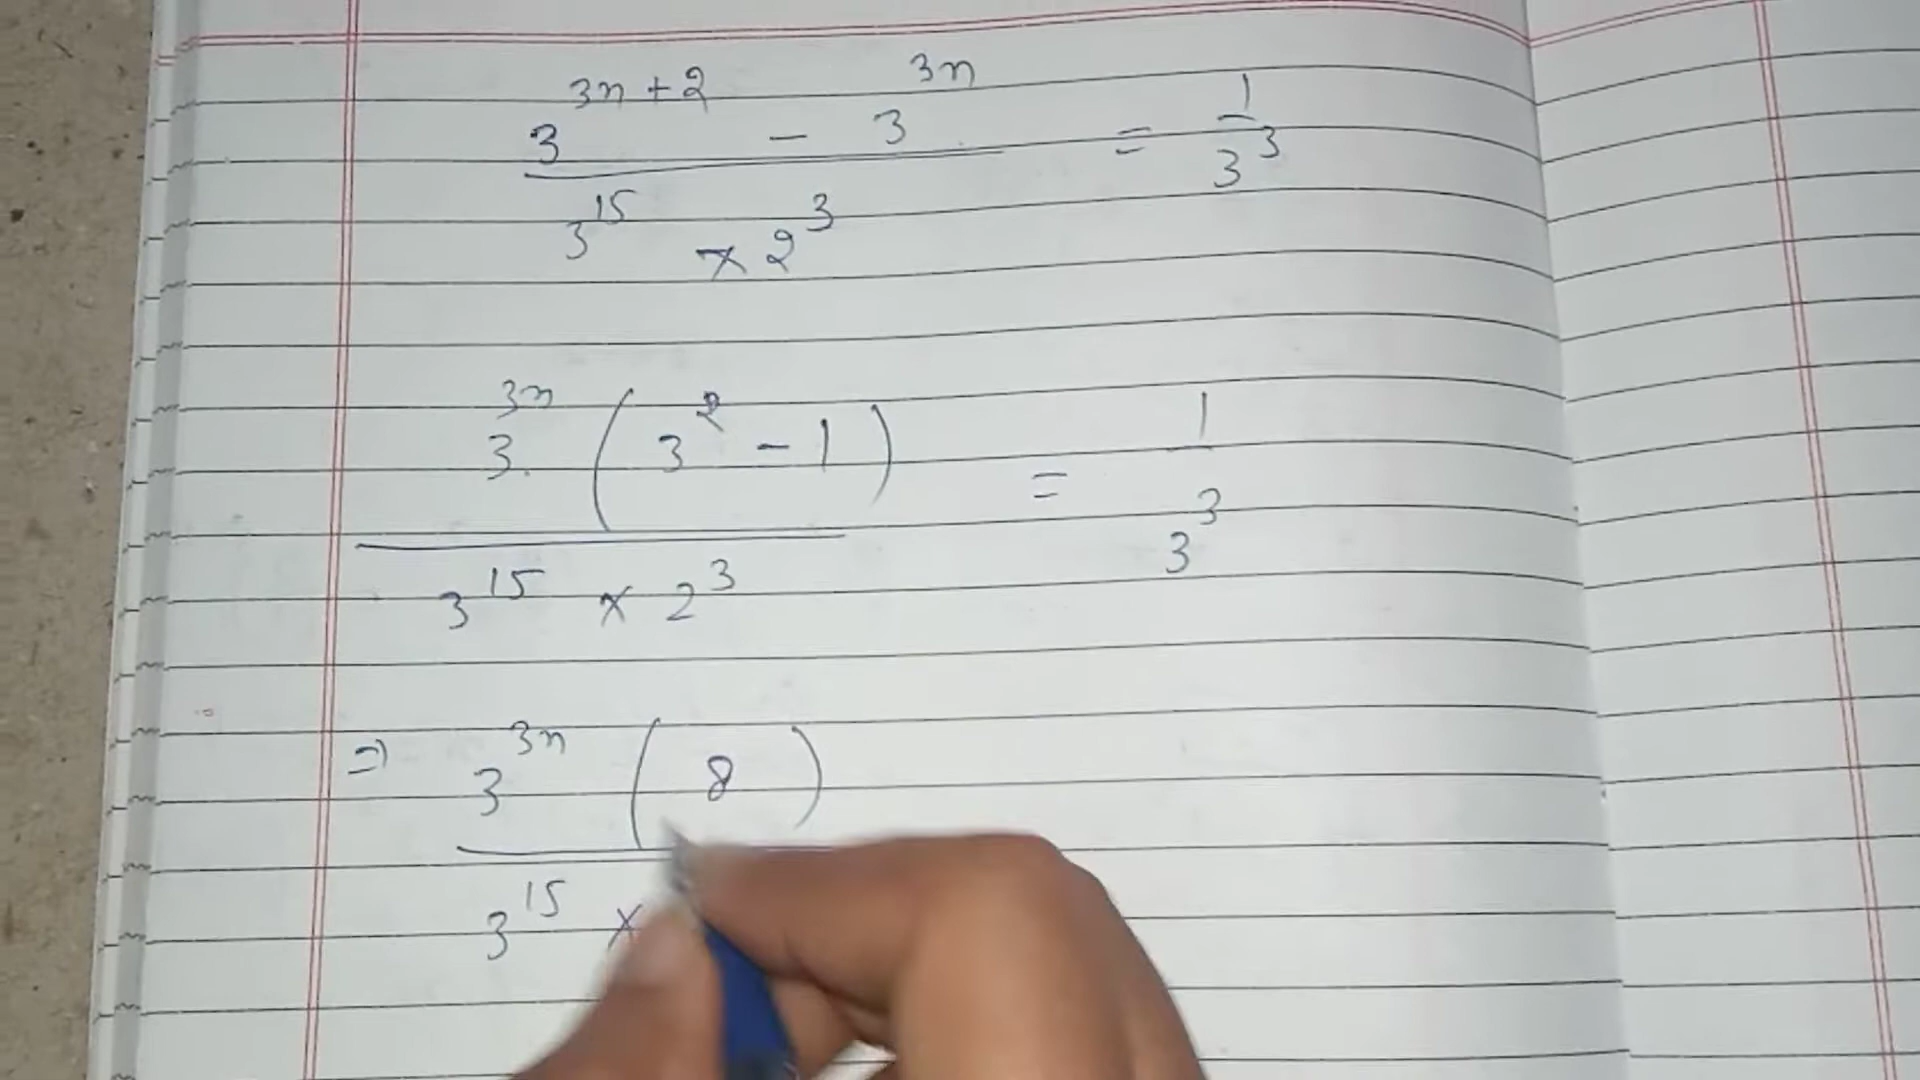 3^{3n+2} - 3^{3n} / 3^{15} × 2^3 = 1/3^3
3^{3n} (3^2 - 1) / 3^{15} × 2^3 = 1/3^3
⇒ 3^{3n} (8) / 3^{15} ×